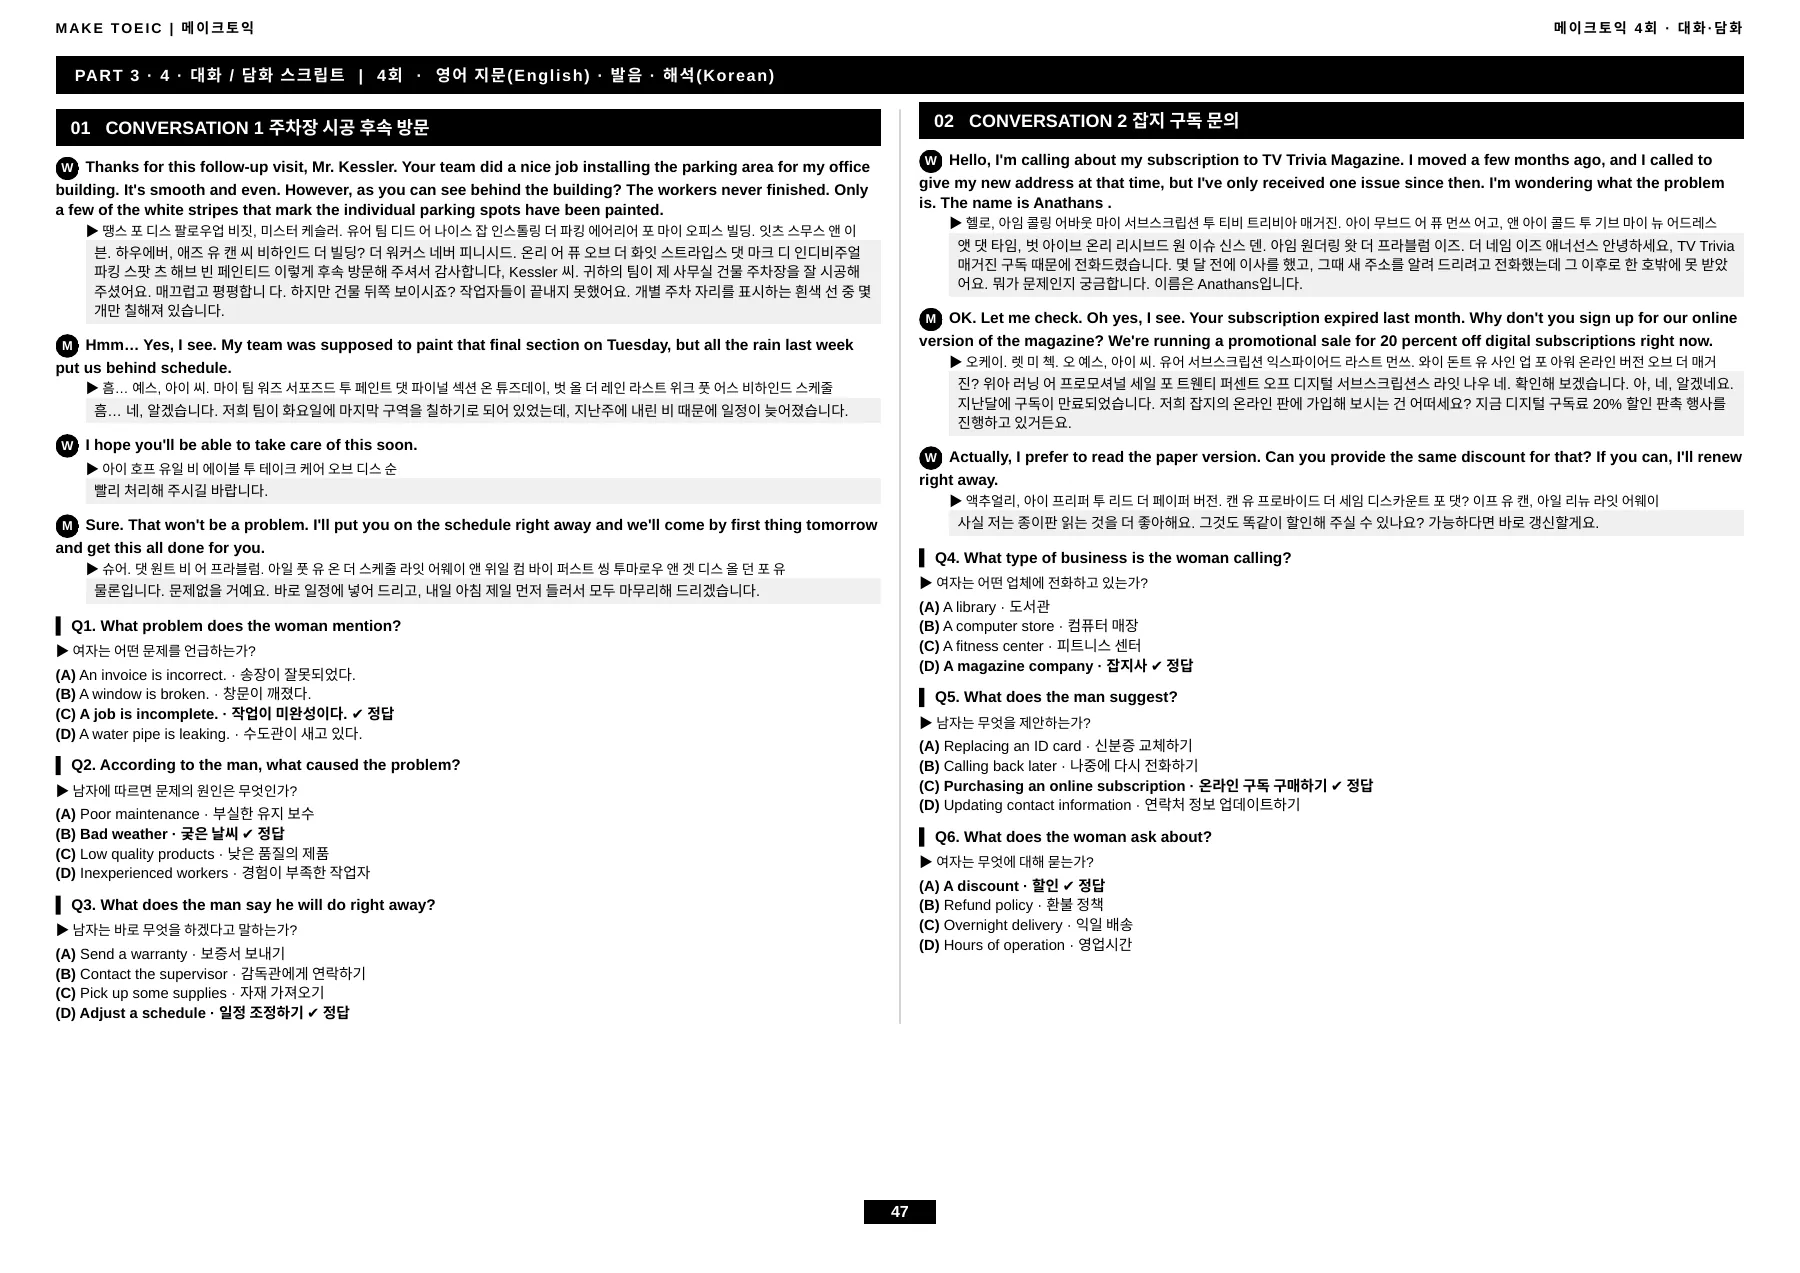 MAKE TOEIC | 메이크토익
메이크토익 4회 · 대화·담화
PART 3 · 4 · 대화 / 담화 스크립트 | 4회 · 영어 지문(English) · 발음 · 해석(Korean)
01 CONVERSATION 1 주차장 시공 후속 방문
W Thanks for this follow-up visit, Mr. Kessler. Your team did a nice job installing the parking area for my office
building. It's smooth and even. However, as you can see behind the building? The workers never finished. Only
a few of the white stripes that mark the individual parking spots have been painted.
▶ 땡스 포 디스 팔로우업 비짓, 미스터 케슬러. 유어 팀 디드 어 나이스 잡 인스톨링 더 파킹 에어리어 포 마이 오피스 빌딩. 잇츠 스무스 앤 이
븐. 하우에버, 애즈 유 캔 씨 비하인드 더 빌딩? 더 워커스 네버 피니시드. 온리 어 퓨 오브 더 화잇 스트라입스 댓 마크 디 인디비주얼
파킹 스팟 츠 해브 빈 페인티드 이렇게 후속 방문해 주셔서 감사합니다, Kessler 씨. 귀하의 팀이 제 사무실 건물 주차장을 잘 시공해
주셨어요. 매끄럽고 평평합니 다. 하지만 건물 뒤쪽 보이시죠? 작업자들이 끝내지 못했어요. 개별 주차 자리를 표시하는 흰색 선 중 몇
개만 칠해져 있습니다.
M Hmm… Yes, I see. My team was supposed to paint that final section on Tuesday, but all the rain last week
put us behind schedule.
▶ 흠… 예스, 아이 씨. 마이 팀 워즈 서포즈드 투 페인트 댓 파이널 섹션 온 튜즈데이, 벗 올 더 레인 라스트 위크 풋 어스 비하인드 스케줄
흠… 네, 알겠습니다. 저희 팀이 화요일에 마지막 구역을 칠하기로 되어 있었는데, 지난주에 내린 비 때문에 일정이 늦어졌습니다.
W I hope you'll be able to take care of this soon.
▶ 아이 호프 유일 비 에이블 투 테이크 케어 오브 디스 순
빨리 처리해 주시길 바랍니다.
M Sure. That won't be a problem. I'll put you on the schedule right away and we'll come by first thing tomorrow
and get this all done for you.
▶ 슈어. 댓 원트 비 어 프라블럼. 아일 풋 유 온 더 스케줄 라잇 어웨이 앤 위일 컴 바이 퍼스트 씽 투마로우 앤 겟 디스 올 던 포 유
물론입니다. 문제없을 거예요. 바로 일정에 넣어 드리고, 내일 아침 제일 먼저 들러서 모두 마무리해 드리겠습니다.
Q1. What problem does the woman mention?
▶ 여자는 어떤 문제를 언급하는가?
(A) An invoice is incorrect. · 송장이 잘못되었다.
(B) A window is broken. · 창문이 깨졌다.
(C) A job is incomplete. · 작업이 미완성이다. ✔ 정답
(D) A water pipe is leaking. · 수도관이 새고 있다.
Q2. According to the man, what caused the problem?
▶ 남자에 따르면 문제의 원인은 무엇인가?
(A) Poor maintenance · 부실한 유지 보수
(B) Bad weather · 궂은 날씨 ✔ 정답
(C) Low quality products · 낮은 품질의 제품
(D) Inexperienced workers · 경험이 부족한 작업자
Q3. What does the man say he will do right away?
▶ 남자는 바로 무엇을 하겠다고 말하는가?
(A) Send a warranty · 보증서 보내기
(B) Contact the supervisor · 감독관에게 연락하기
(C) Pick up some supplies · 자재 가져오기
(D) Adjust a schedule · 일정 조정하기 ✔ 정답
02 CONVERSATION 2 잡지 구독 문의
W Hello, I'm calling about my subscription to TV Trivia Magazine. I moved a few months ago, and I called to
give my new address at that time, but I've only received one issue since then. I'm wondering what the problem
is. The name is Anathans .
▶ 헬로, 아임 콜링 어바웃 마이 서브스크립션 투 티비 트리비아 매거진. 아이 무브드 어 퓨 먼쓰 어고, 앤 아이 콜드 투 기브 마이 뉴 어드레스
앳 댓 타임, 벗 아이브 온리 리시브드 원 이슈 신스 덴. 아임 원더링 왓 더 프라블럼 이즈. 더 네임 이즈 애너선스 안녕하세요, TV Trivia
매거진 구독 때문에 전화드렸습니다. 몇 달 전에 이사를 했고, 그때 새 주소를 알려 드리려고 전화했는데 그 이후로 한 호밖에 못 받았
어요. 뭐가 문제인지 궁금합니다. 이름은 Anathans입니다.
M OK. Let me check. Oh yes, I see. Your subscription expired last month. Why don't you sign up for our online
version of the magazine? We're running a promotional sale for 20 percent off digital subscriptions right now.
▶ 오케이. 렛 미 첵. 오 예스, 아이 씨. 유어 서브스크립션 익스파이어드 라스트 먼쓰. 와이 돈트 유 사인 업 포 아워 온라인 버전 오브 더 매거
진? 위아 러닝 어 프로모셔널 세일 포 트웬티 퍼센트 오프 디지털 서브스크립션스 라잇 나우 네. 확인해 보겠습니다. 아, 네, 알겠네요.
지난달에 구독이 만료되었습니다. 저희 잡지의 온라인 판에 가입해 보시는 건 어떠세요? 지금 디지털 구독료 20% 할인 판촉 행사를
진행하고 있거든요.
W Actually, I prefer to read the paper version. Can you provide the same discount for that? If you can, I'll renew
right away.
▶ 액추얼리, 아이 프리퍼 투 리드 더 페이퍼 버전. 캔 유 프로바이드 더 세임 디스카운트 포 댓? 이프 유 캔, 아일 리뉴 라잇 어웨이
사실 저는 종이판 읽는 것을 더 좋아해요. 그것도 똑같이 할인해 주실 수 있나요? 가능하다면 바로 갱신할게요.
Q4. What type of business is the woman calling?
▶ 여자는 어떤 업체에 전화하고 있는가?
(A) A library · 도서관
(B) A computer store · 컴퓨터 매장
(C) A fitness center · 피트니스 센터
(D) A magazine company · 잡지사 ✔ 정답
Q5. What does the man suggest?
▶ 남자는 무엇을 제안하는가?
(A) Replacing an ID card · 신분증 교체하기
(B) Calling back later · 나중에 다시 전화하기
(C) Purchasing an online subscription · 온라인 구독 구매하기 ✔ 정답
(D) Updating contact information · 연락처 정보 업데이트하기
Q6. What does the woman ask about?
▶ 여자는 무엇에 대해 묻는가?
(A) A discount · 할인 ✔ 정답
(B) Refund policy · 환불 정책
(C) Overnight delivery · 익일 배송
(D) Hours of operation · 영업시간
47